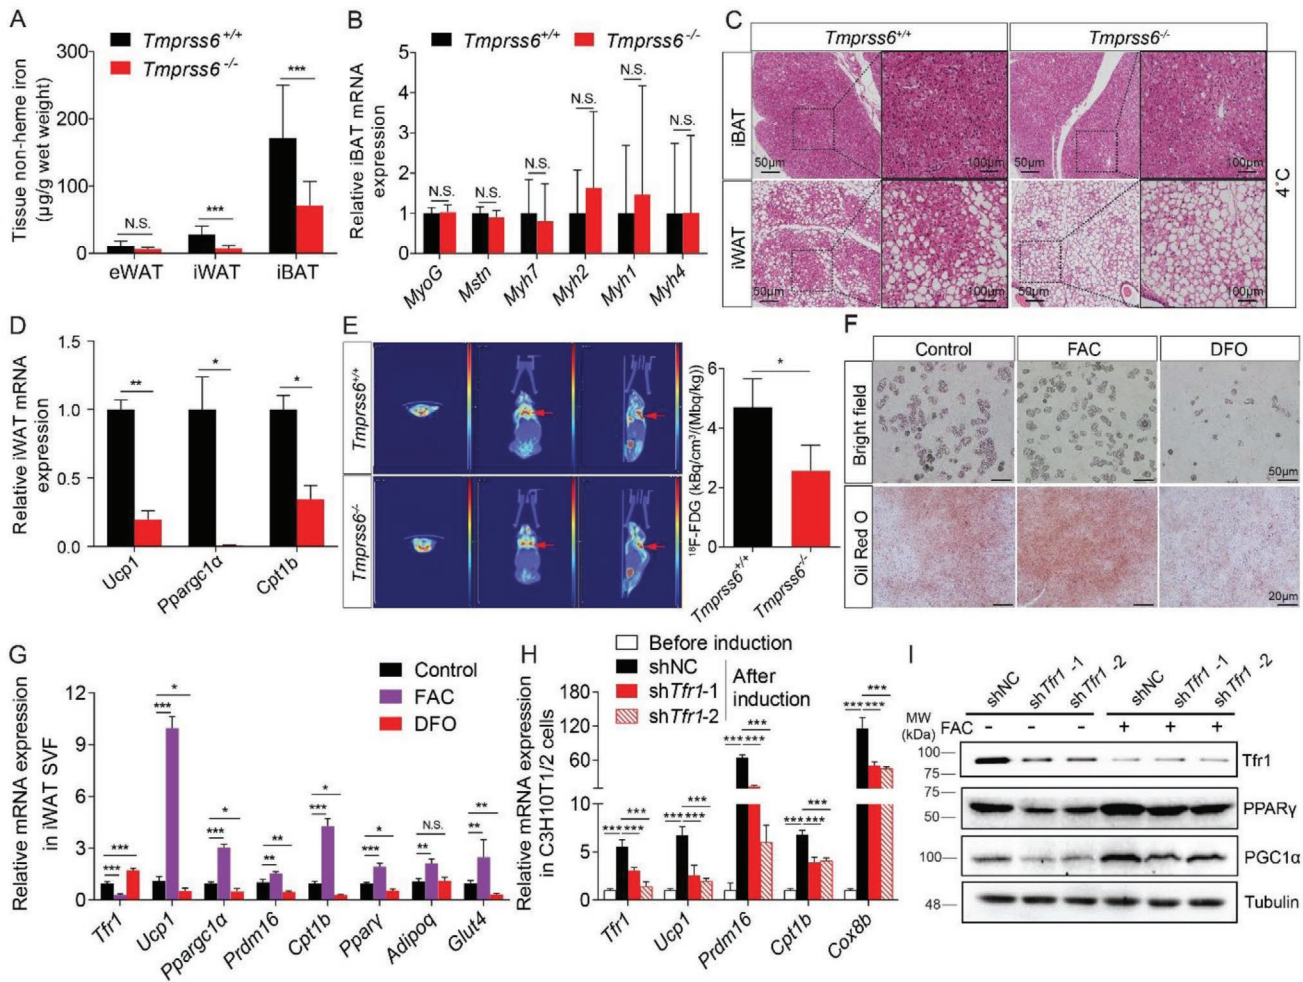 A
Tissue non-heme iron
(µg/g wet weight)
300
200
100
0
Tmprss6+/+
Tmprss6-/-
N.S.
***
***
eWAT
iWAT
iBAT
B
Relative iBAT mRNA
expression
Tmprss6+/+
Tmprss6-/-
5
4
3
2
1
0
N.S.
N.S.
N.S.
N.S.
N.S.
N.S.
MyoG
Mstn
Myh7
Myh2
Myh1
Myh4
C
Tmprss6+/+
Tmprss6-/-
iBAT
50µm
100µm
50µm
100µm
iWAT
50µm
100µm
50µm
100µm
4°C
D
Relative iWAT mRNA
expression
1.5
1.0
0.5
0.0
**
*
*
Ucp1
Ppargc1α
Cpt1b
E
Tmprss6+/+
Tmprss6-/-
18F-FDG (kBq/cm³/(Mbq/kg))
6
4
2
0
*
Tmprss6+/+
Tmprss6-/-
F
Control
FAC
DFO
Bright field
50µm
Oil Red O
20µm
G
Relative mRNA expression
in iWAT SVF
Control
FAC
DFO
12
9
6
3
0
***
***
*
***
*
***
**
**
*
***
*
***
N.S.
**
**
**
Tfr1
Ucp1
Ppargc1α
Prdm16
Cpt1b
Pparγ
Adipoq
Glut4
H
Relative mRNA expression
in C3H10T1/2 cells
Before induction
shNC
shTfr1-1
shTfr1-2
After
induction
180
120
60
10
5
0
***
*** ***
***
*** ***
***
*** ***
***
*** ***
***
*** ***
Tfr1
Ucp1
Prdm16
Cpt1b
Cox8b
I
shNC
shTfr1 -1
shTfr1 -2
shNC
shTfr1 -1
shTfr1 -2
MW
(kDa)
FAC
- - - + + +
100
75
Tfr1
75
50
PPARγ
100
PGC1α
48
Tubulin